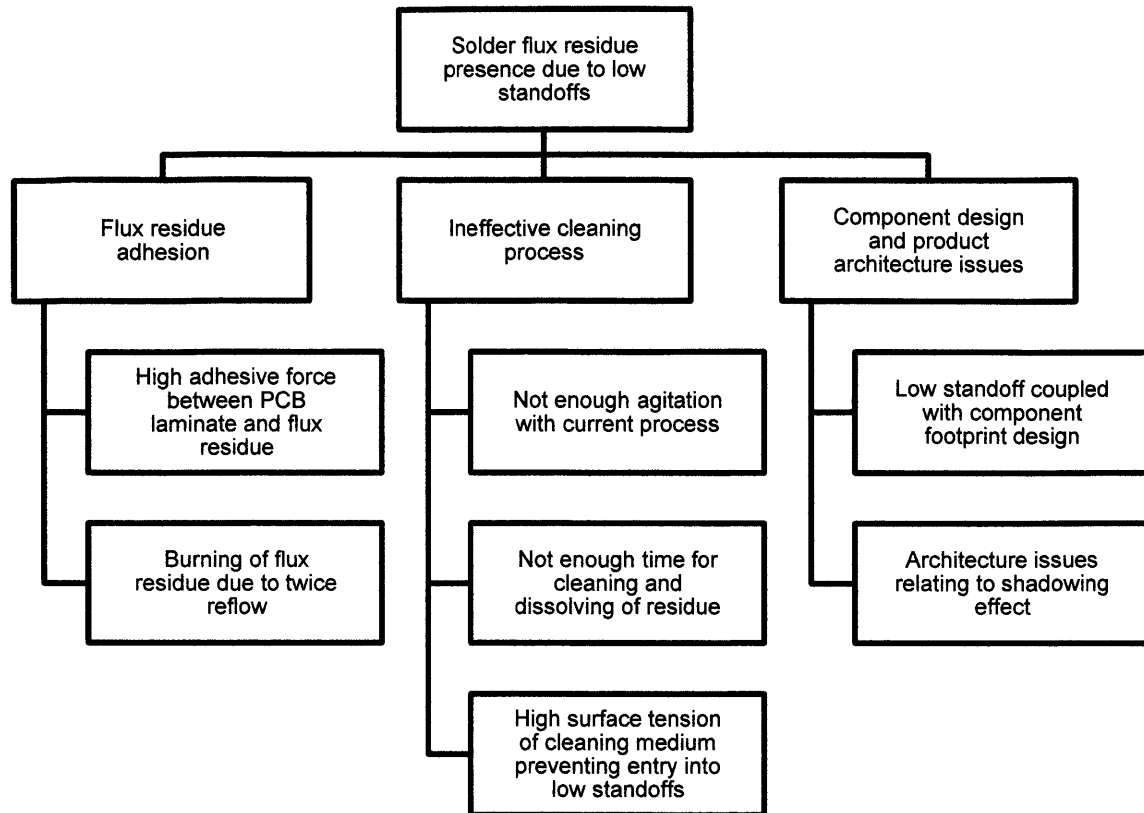 Solder flux residue
presence due to low
standoffs
Flux residue
adhesion
Ineffective cleaning
process
Component design
and product
architecture issues
High adhesive force
between PCB
laminate and flux
residue
Not enough agitation
with current process
Low standoff coupled
with component
footprint design
Burning of flux
residue due to twice
reflow
Not enough time for
cleaning and
dissolving of residue
Architecture issues
relating to shadowing
effect
High surface tension
of cleaning medium
preventing entry into
low standoffs